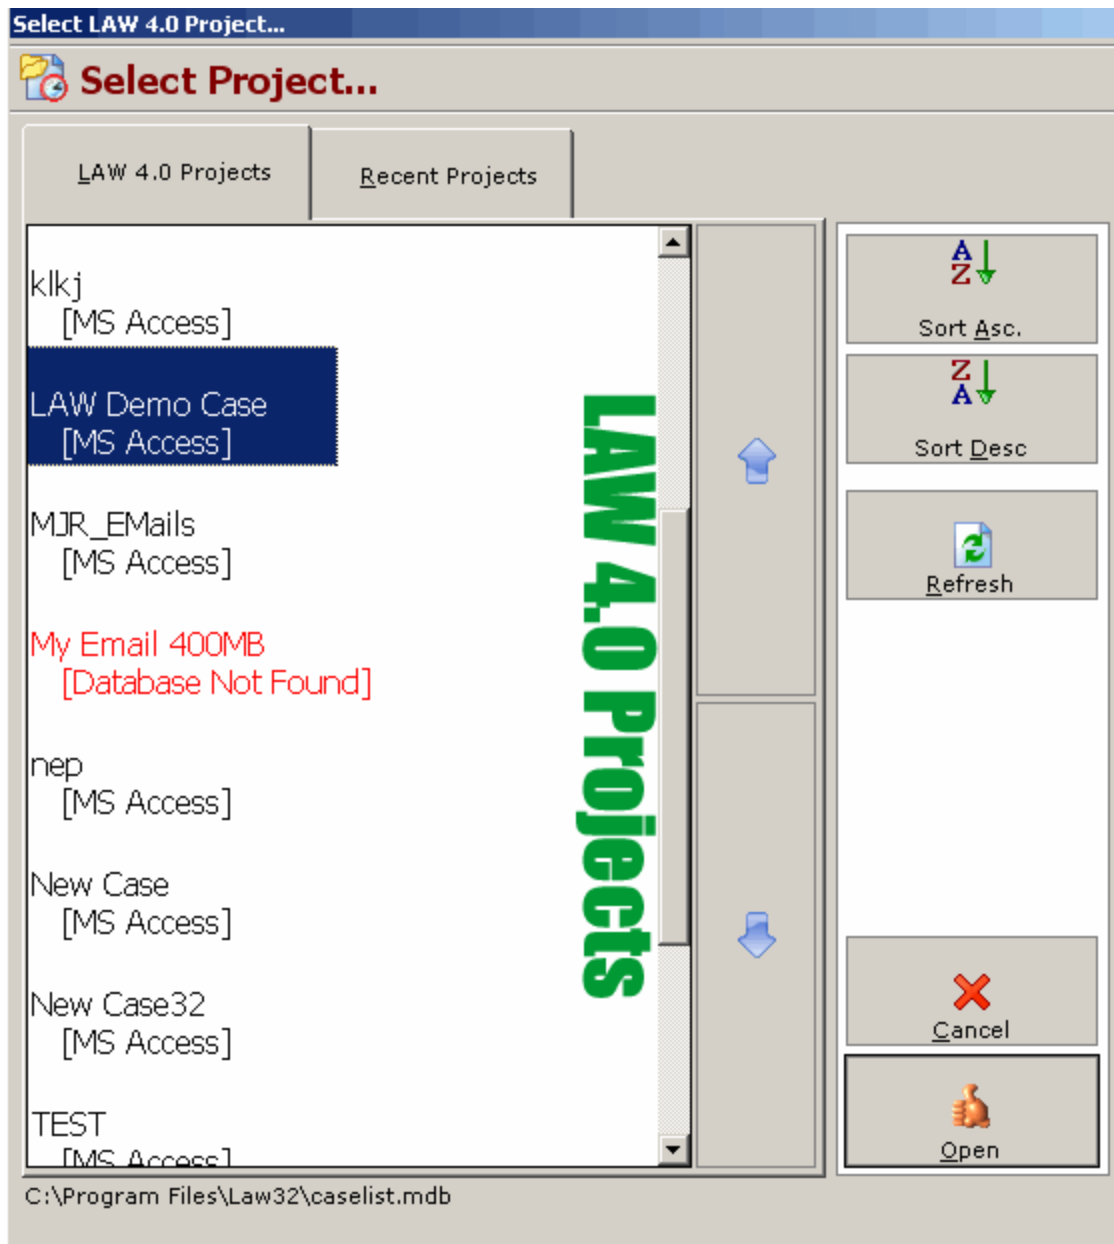 Select LAW 4.0 Project...
Select Project...
LAW 4.0 Projects
Recent Projects
klkj
[MS Access]
LAW Demo Case
[MS Access]
MJR_EMails
[MS Access]
My Email 400MB
[Database Not Found]
nep
[MS Access]
New Case
[MS Access]
New Case32
[MS Access]
TEST
[MS Access]
LAW 4.0 Projects
A
Z
Sort Asc.
Z
A
Sort Desc
Refresh
Cancel
Open
C:\Program Files\Law32\caselist.mdb